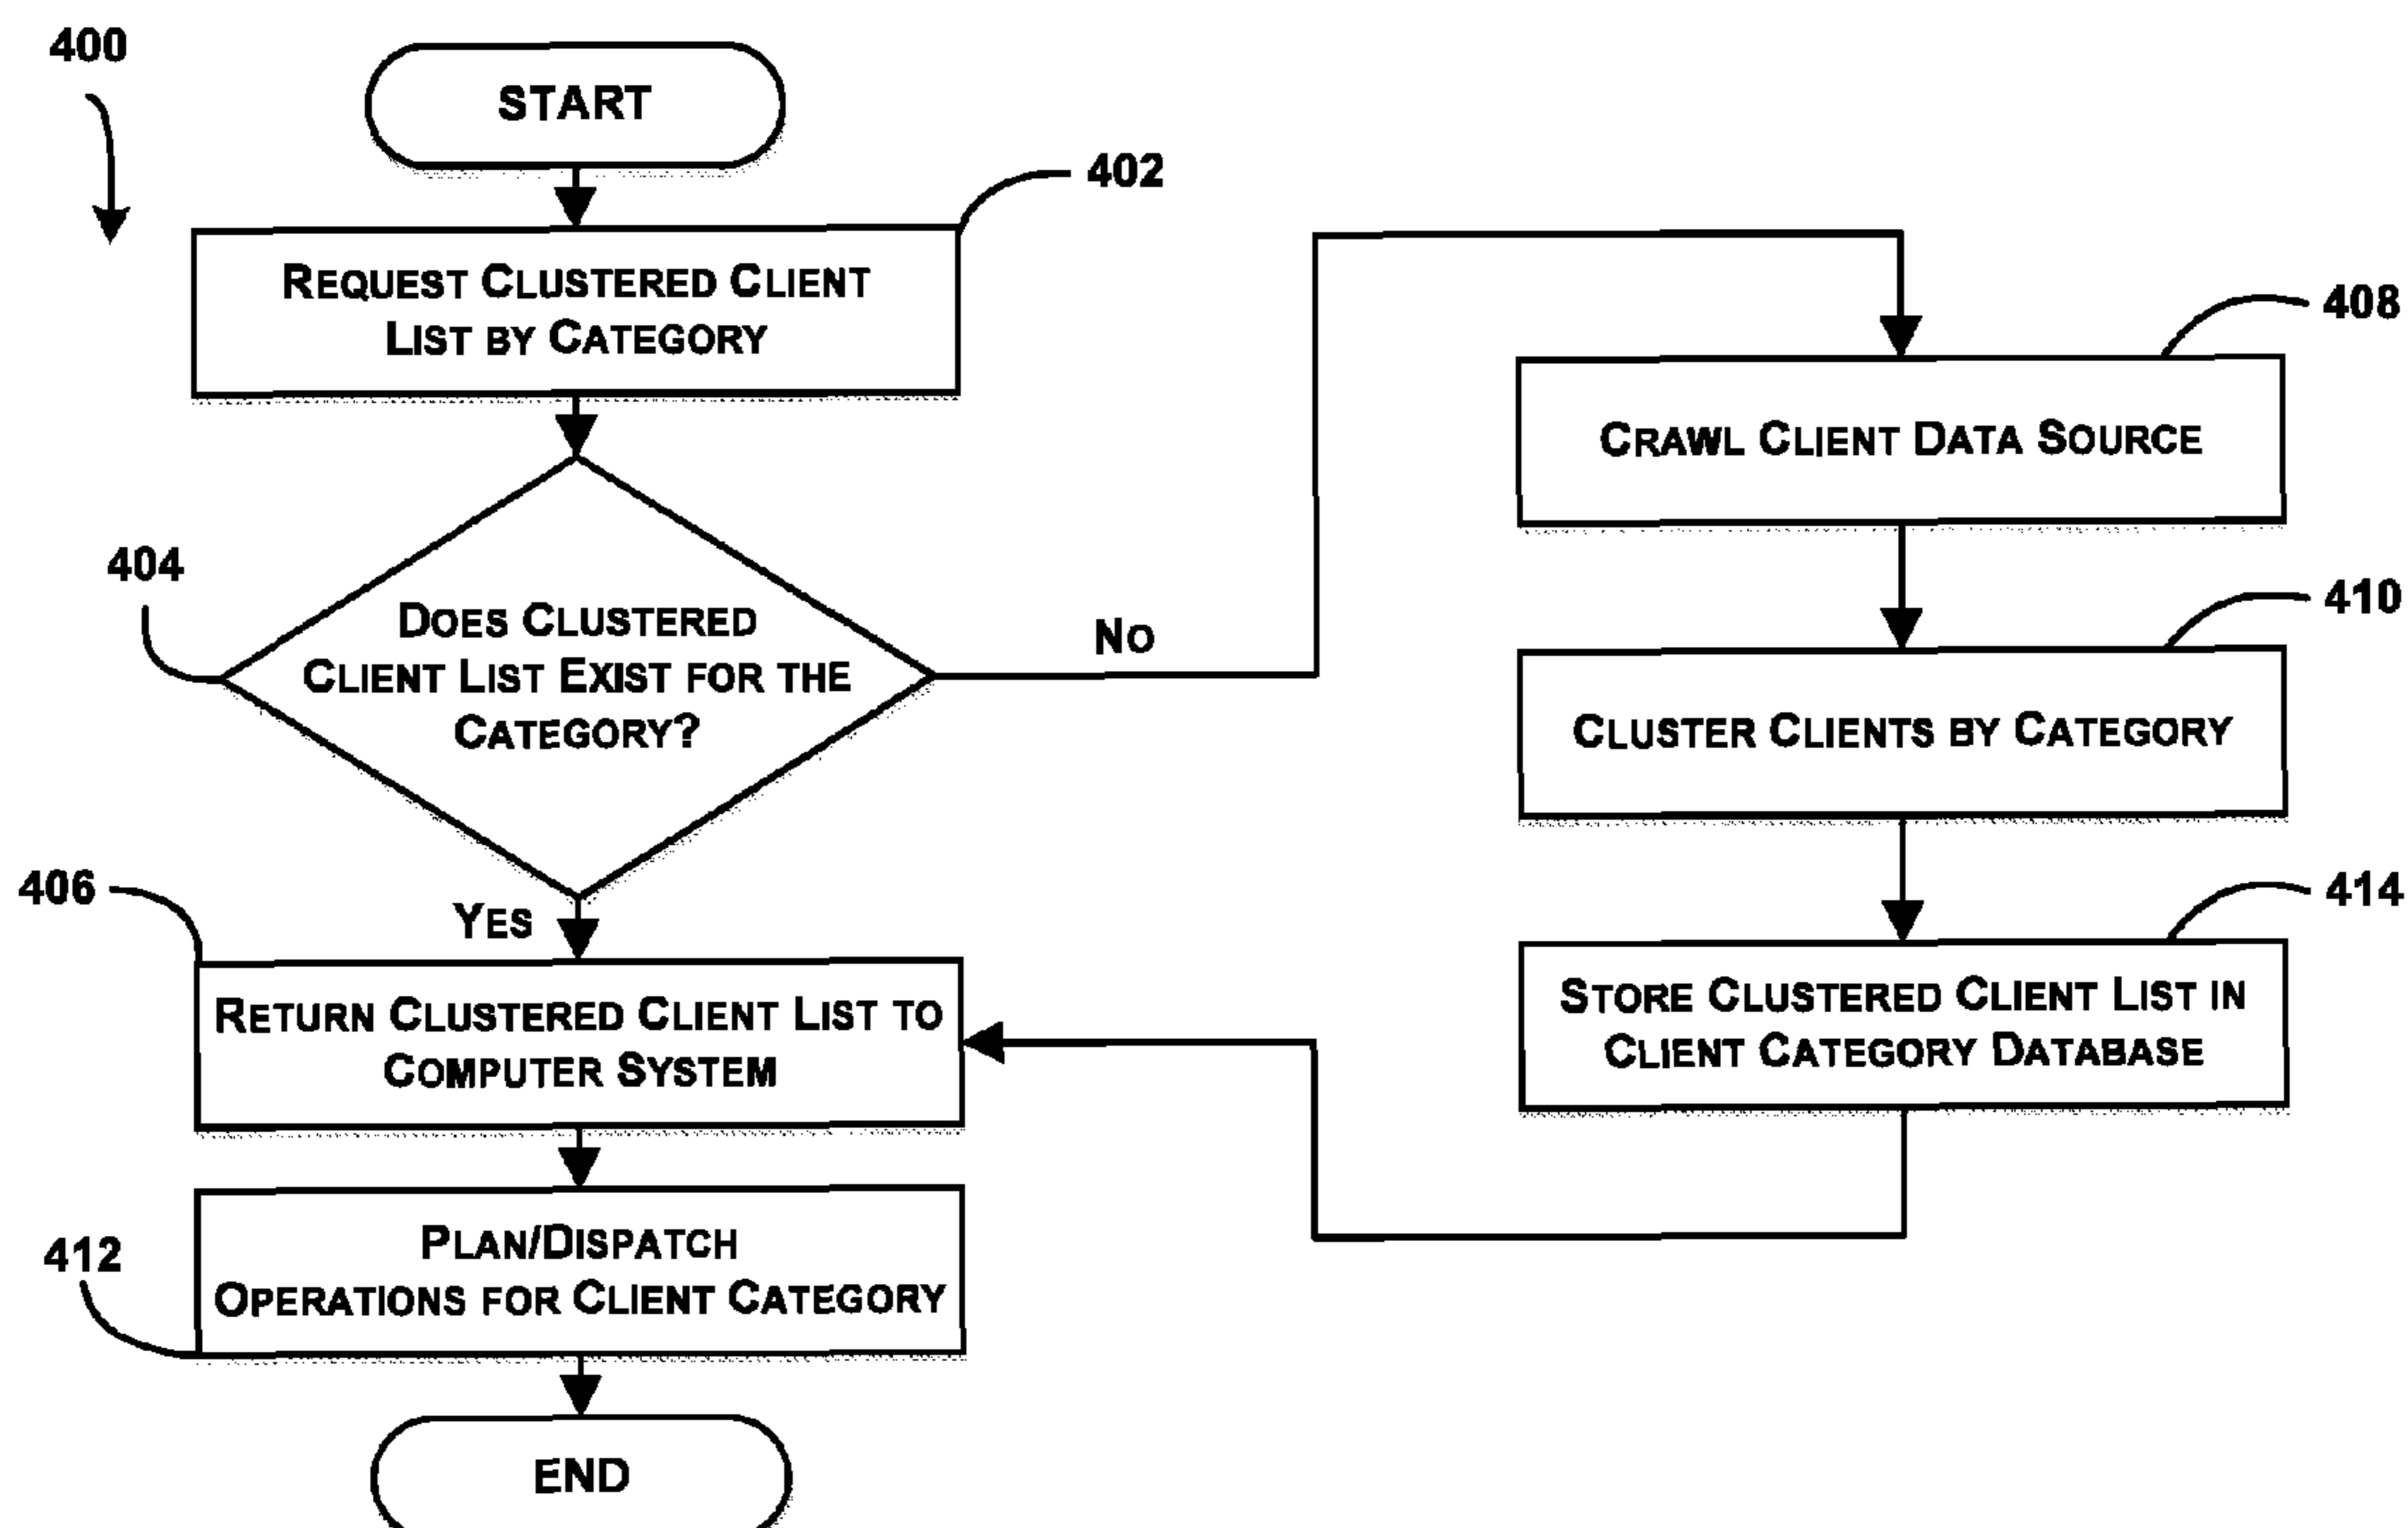 400
START
402
REQUEST CLUSTERED CLIENT
LIST BY CATEGORY
404
DOES CLUSTERED
CLIENT LIST EXIST FOR THE
CATEGORY?
NO
YES
406
RETURN CLUSTERED CLIENT LIST TO
COMPUTER SYSTEM
412
PLAN/DISPATCH
OPERATIONS FOR CLIENT CATEGORY
END
408
CRAWL CLIENT DATA SOURCE
410
CLUSTER CLIENTS BY CATEGORY
414
STORE CLUSTERED CLIENT LIST IN
CLIENT CATEGORY DATABASE